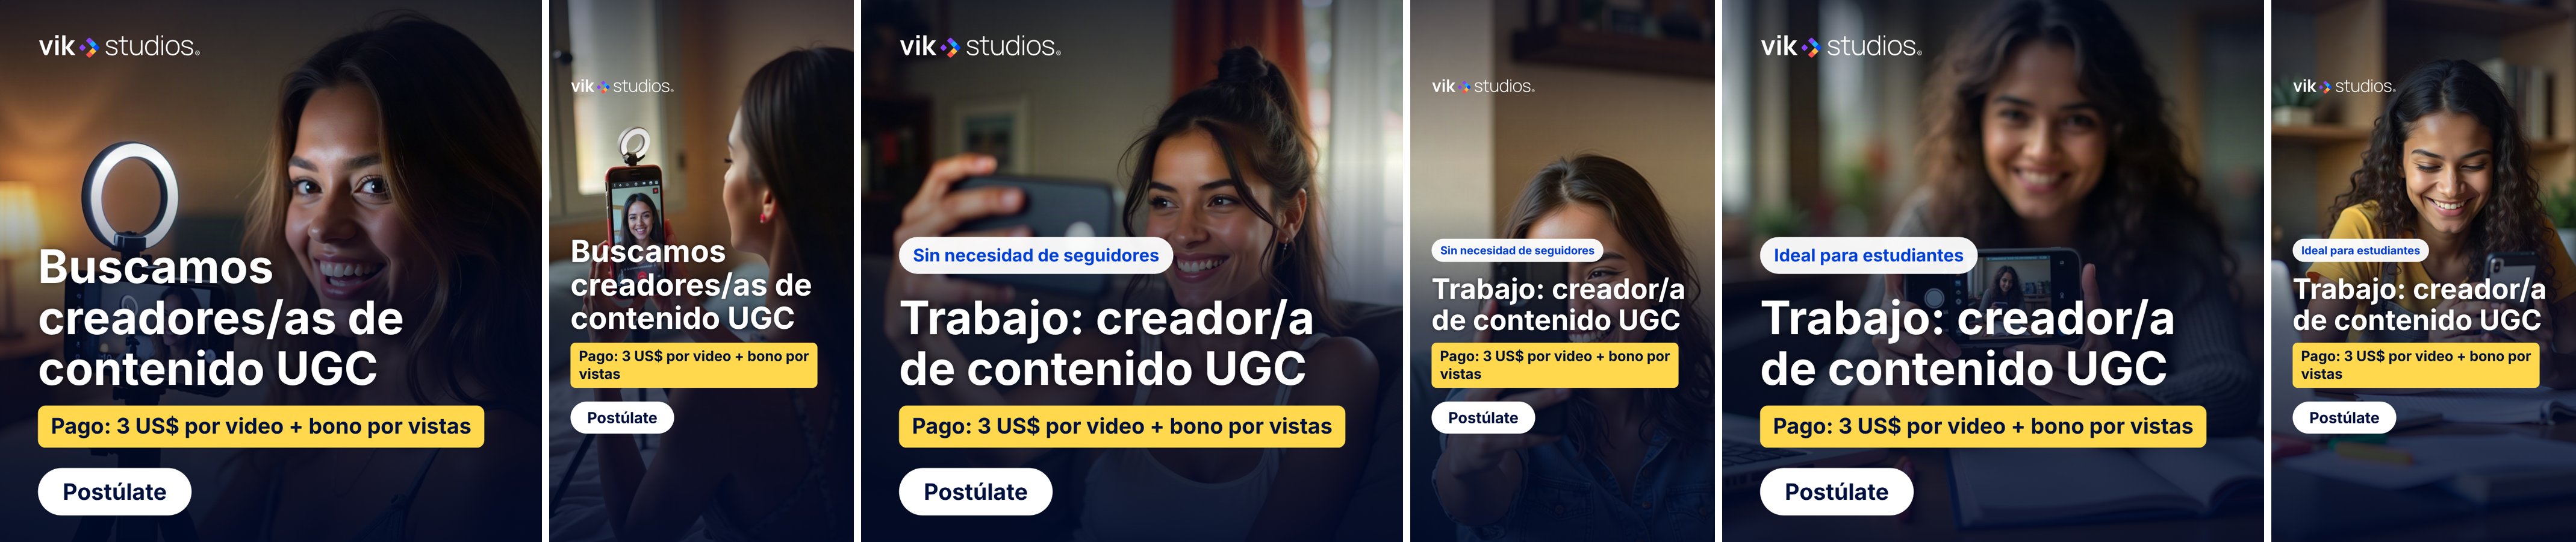 vik studios®
Buscamos
creadores/as de
contenido UGC
Pago: 3 US$ por video + bono por vistas
Postúlate
vik studios®
Buscamos
creadores/as de
contenido UGC
Pago: 3 US$ por video + bono por
vistas
Postúlate
vik studios®
Sin necesidad de seguidores
Trabajo: creador/a
de contenido UGC
Pago: 3 US$ por video + bono por vistas
Postúlate
vik studios®
Sin necesidad de seguidores
Trabajo: creador/a
de contenido UGC
Pago: 3 US$ por video + bono por
vistas
Postúlate
vik studios®
Ideal para estudiantes
Trabajo: creador/a
de contenido UGC
Pago: 3 US$ por video + bono por vistas
Postúlate
vik studios®
Ideal para estudiantes
Trabajo: creador/a
de contenido UGC
Pago: 3 US$ por video + bono por
vistas
Postúlate